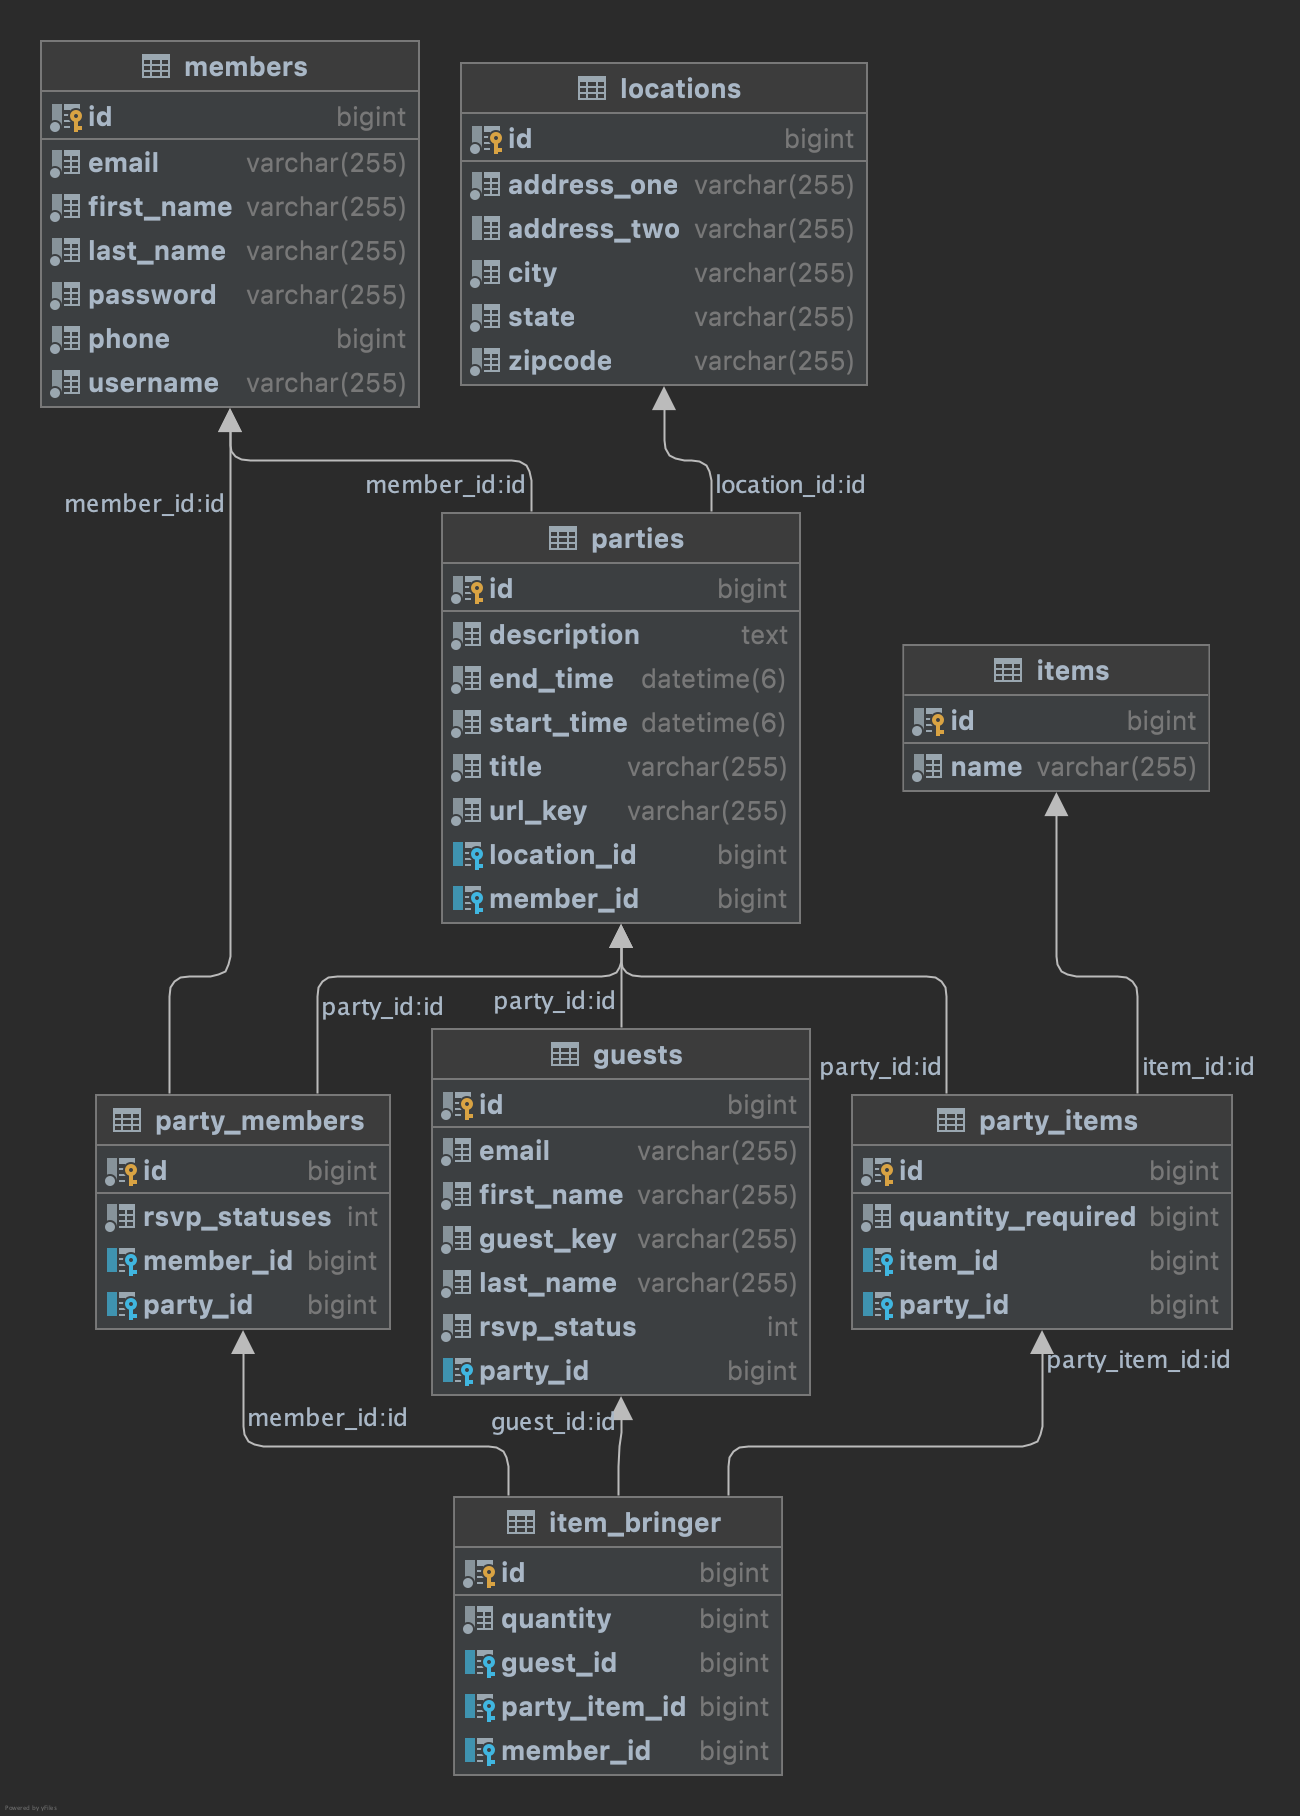 members
id bigint
email varchar(255)
first_name varchar(255)
last_name varchar(255)
password varchar(255)
phone bigint
username varchar(255)
locations
id bigint
address_one varchar(255)
address_two varchar(255)
city varchar(255)
state varchar(255)
zipcode varchar(255)
member_id:id
member_id:id
location_id:id
parties
id bigint
description text
end_time datetime(6)
start_time datetime(6)
title varchar(255)
url_key varchar(255)
location_id bigint
member_id bigint
items
id bigint
name varchar(255)
party_id:id
party_id:id
party_id:id
item_id:id
party_members
id bigint
rsvp_statuses int
member_id bigint
party_id bigint
guests
id bigint
email varchar(255)
first_name varchar(255)
guest_key varchar(255)
last_name varchar(255)
rsvp_status int
party_id bigint
party_items
id bigint
quantity_required bigint
item_id bigint
party_id bigint
member_id:id
guest_id:id
party_item_id:id
item_bringer
id bigint
quantity bigint
guest_id bigint
party_item_id bigint
member_id bigint
Powered by yFiles